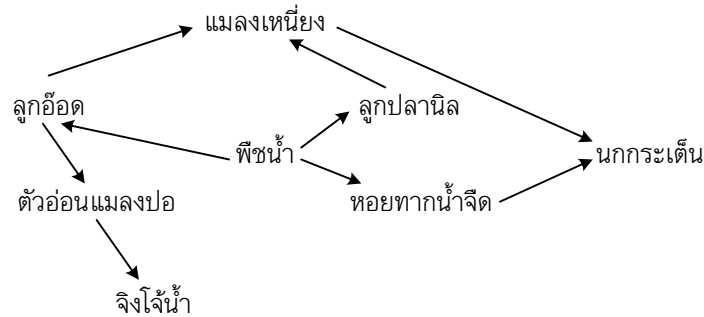 แมลงเหนี่ยง
ลูกอ๊อด
ลูกปลานิล
พืชน้ำ
นกกระเต็น
ตัวอ่อนแมลงปอ
หอยทากน้ำจืด
จิงโจ้น้ำ